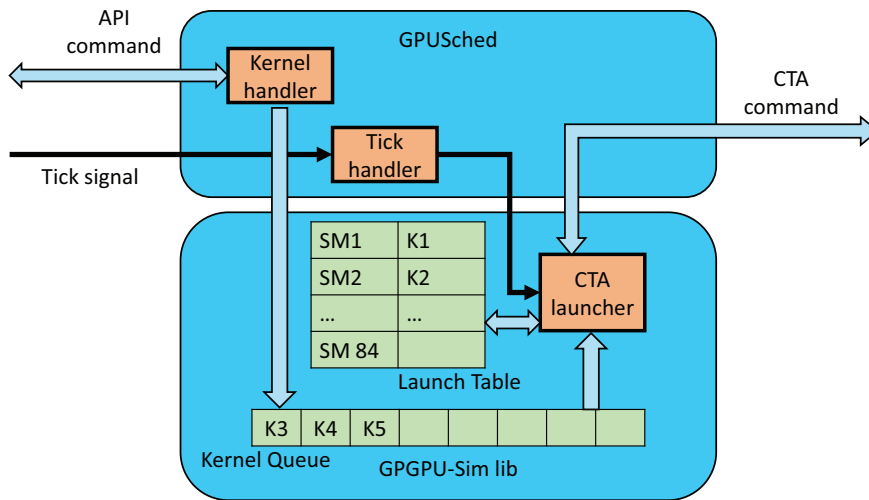 API
command
GPUSched
Kernel
handler
CTA
command
Tick
handler
Tick signal
SM1 K1
SM2 K2
... ...
SM 84
CTA
launcher
Launch Table
K3 K4 K5
Kernel Queue
GPGPU-Sim lib